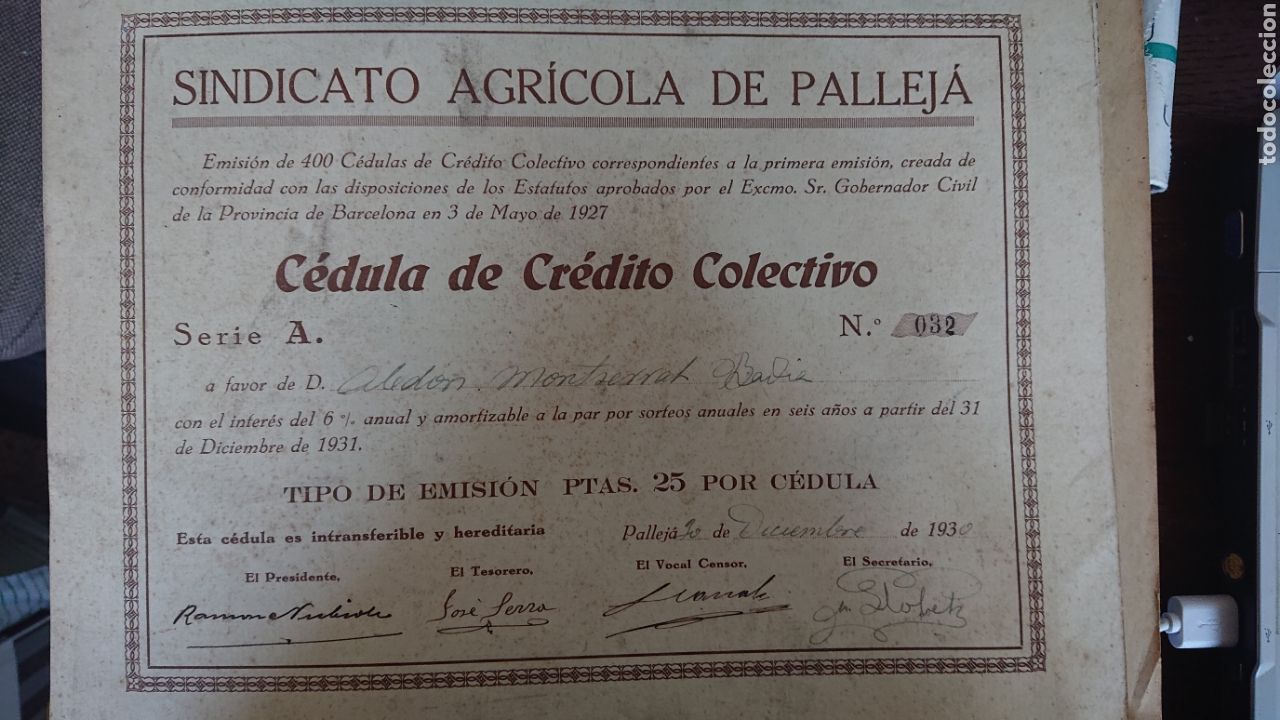 SINDICATO AGRÍCOLA DE PALLEJÁ
Emisión de 400 Cédulas de Crédito Colectivo correspondientes a la primera emisión, creada de
conformidad con las disposiciones de los Estatutos aprobados por el Excmo. Sr. Gobernador Civil
de la Provincia de Barcelona en 3 de Mayo de 1927
Cédula de Crédito Colectivo
Serie A.
N.º 032
a favor de D. Montserrat Badia
con el interés del 6 % anual y amortizable a la par por sorteos anuales en seis años a partir del 31
de Diciembre de 1931.
TIPO DE EMISIÓN PTAS. 25 POR CÉDULA
Esta cédula es intransferible y hereditaria
Pallejá 30 de Diciembre de 1930
El Presidente,
El Tesorero,
El Vocal Censor,
El Secretario,
Ramon
José Serra
todocoleccion